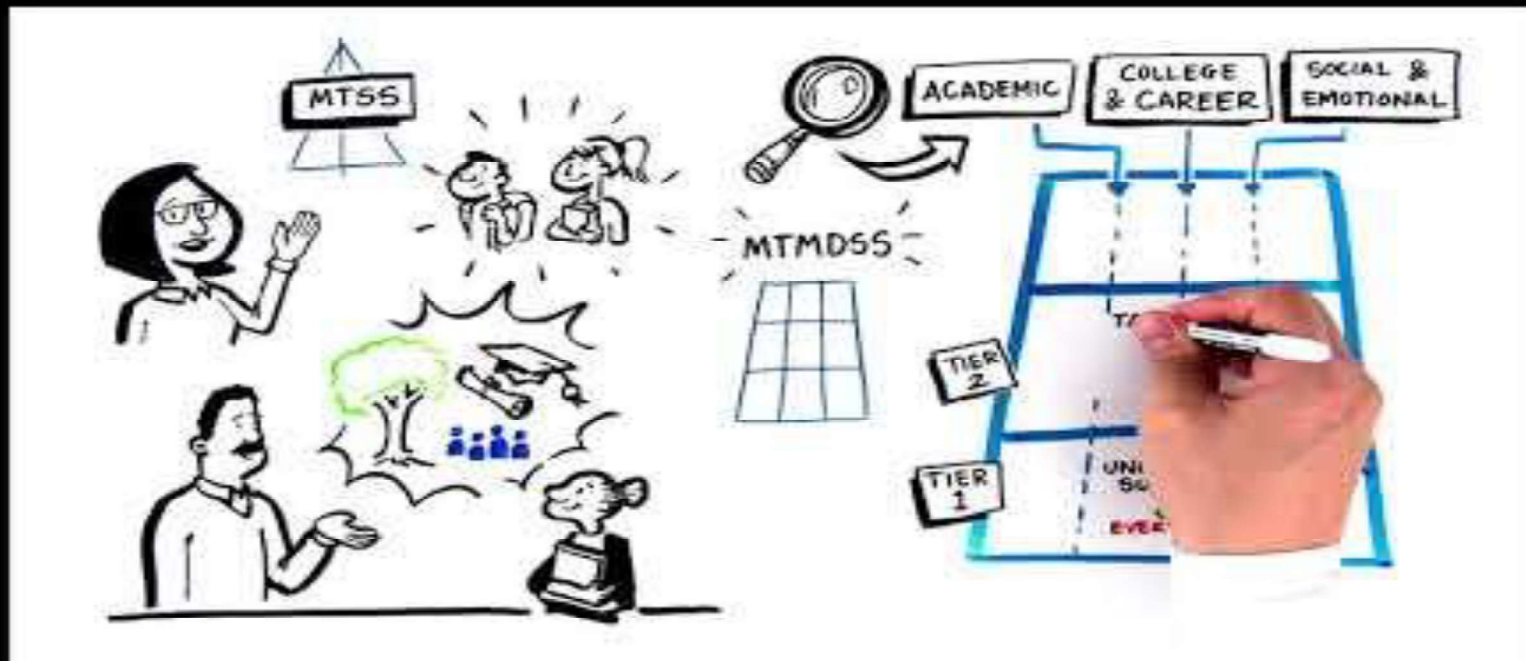 MTSS
ACADEMIC
COLLEGE
& CAREER
SOCIAL &
EMOTIONAL
MTMDSS
TIER
2
TIER
1